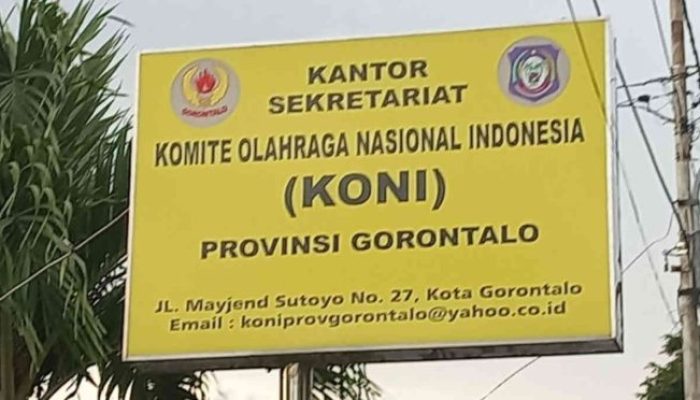 KANTOR
SEKRETARIAT
KOMITE OLAHRAGA NASIONAL INDONESIA
(KONI)
PROVINSI GORONTALO
JL. Mayjend Sutoyo No. 27, Kota Gorontalo
Email : koniprovgorontalo@yahoo.co.id
GORONTALO